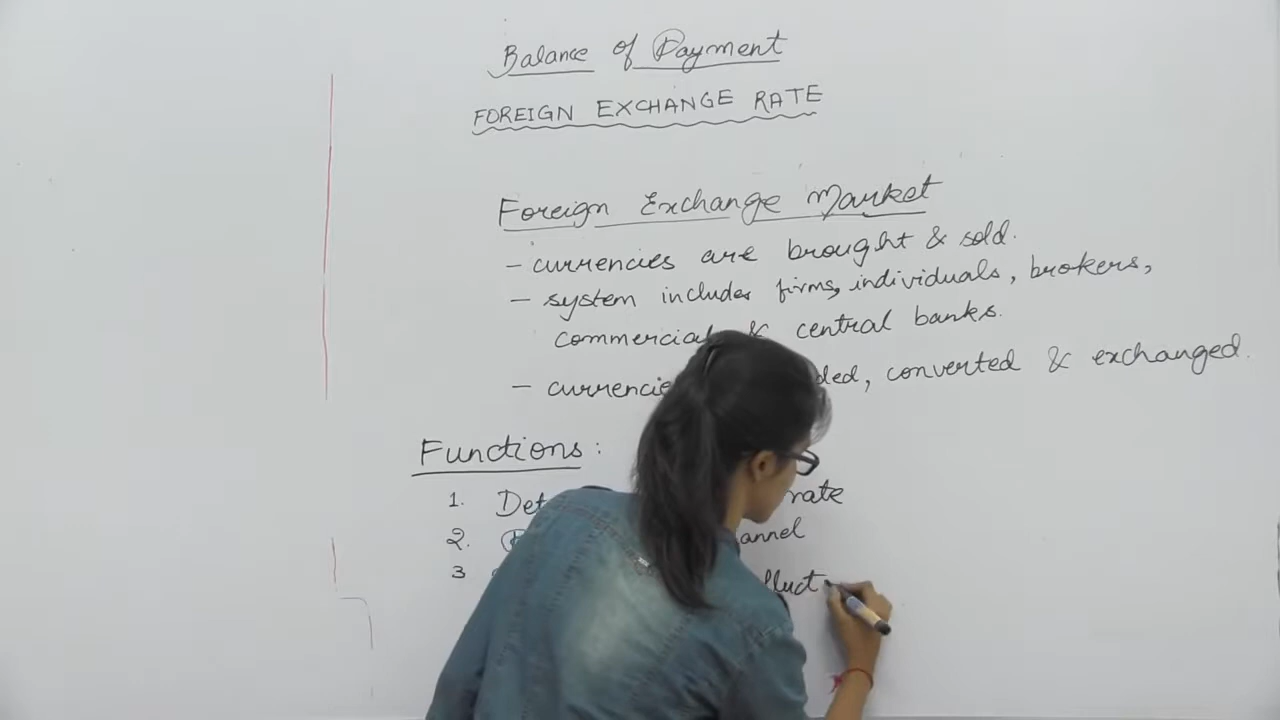 Balance of Payment
FOREIGN EXCHANGE RATE
Foreign Exchange Market
- currencies are brought & sold.
- system includes firms, individuals, brokers,
commercial & central banks.
- currencie ded, converted & exchanged.
Functions :
1. Det rate
2. annel
3 fluct